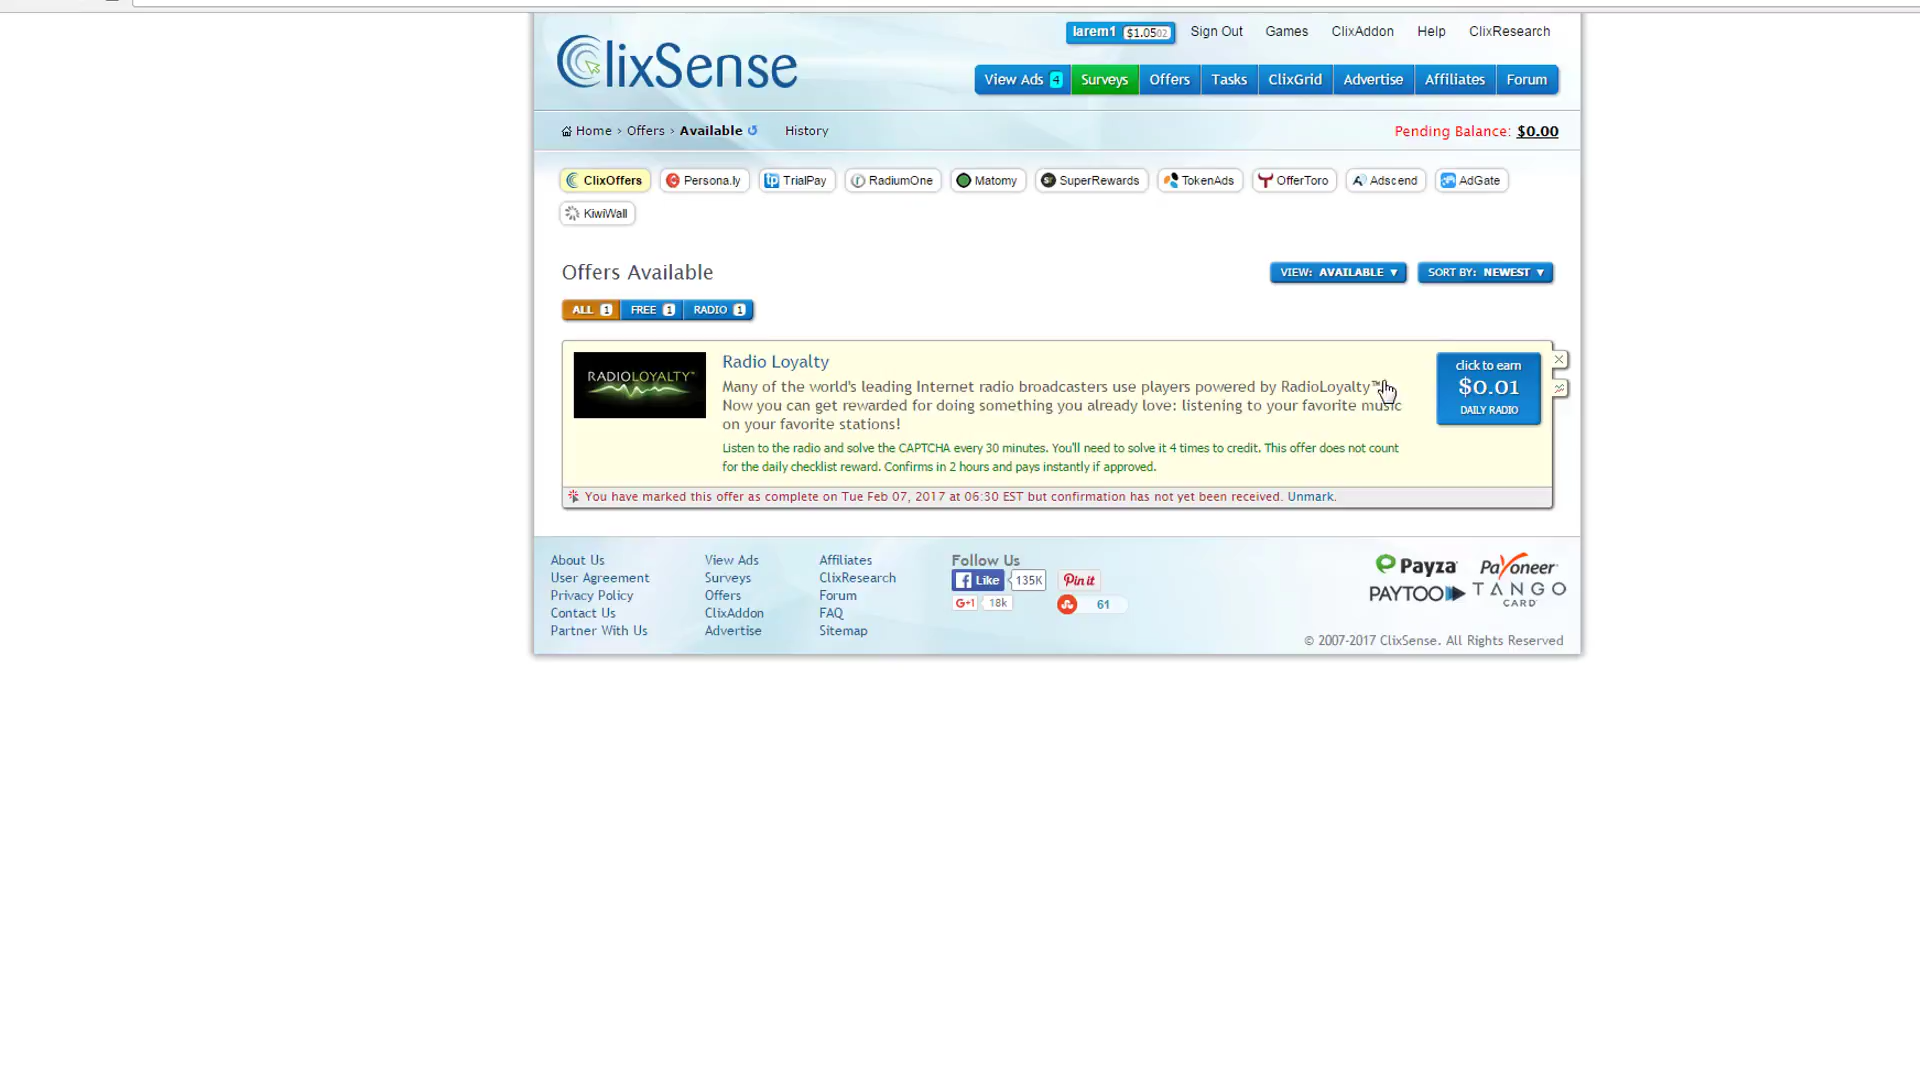 larem1 $1.0502 Sign Out Games ClixAddon Help ClixResearch
ClixSense
View Ads 4 Surveys Offers Tasks ClixGrid Advertise Affiliates Forum
Home › Offers › Available History Pending Balance: $0.00
ClixOffers Persona.ly TrialPay RadiumOne Matomy SuperRewards TokenAds OfferToro Adscend AdGate
KiwiWall
Offers Available VIEW: AVAILABLE ▼ SORT BY: NEWEST ▼
ALL 1 FREE 1 RADIO 1
RADIOLOYALTY™
Radio Loyalty
Many of the world's leading Internet radio broadcasters use players powered by RadioLoyalty™
Now you can get rewarded for doing something you already love: listening to your favorite music
on your favorite stations!
Listen to the radio and solve the CAPTCHA every 30 minutes. You'll need to solve it 4 times to credit. This offer does not count
for the daily checklist reward. Confirms in 2 hours and pays instantly if approved.
click to earn
$0.01
DAILY RADIO
You have marked this offer as complete on Tue Feb 07, 2017 at 06:30 EST but confirmation has not yet been received. Unmark.
About Us View Ads Affiliates Follow Us
User Agreement Surveys ClixResearch Like 135K Pin it
Privacy Policy Offers Forum G+1 18k 61
Contact Us ClixAddon FAQ
Partner With Us Advertise Sitemap
Payza Payoneer
PAYTOO TANGO CARD
© 2007-2017 ClixSense. All Rights Reserved